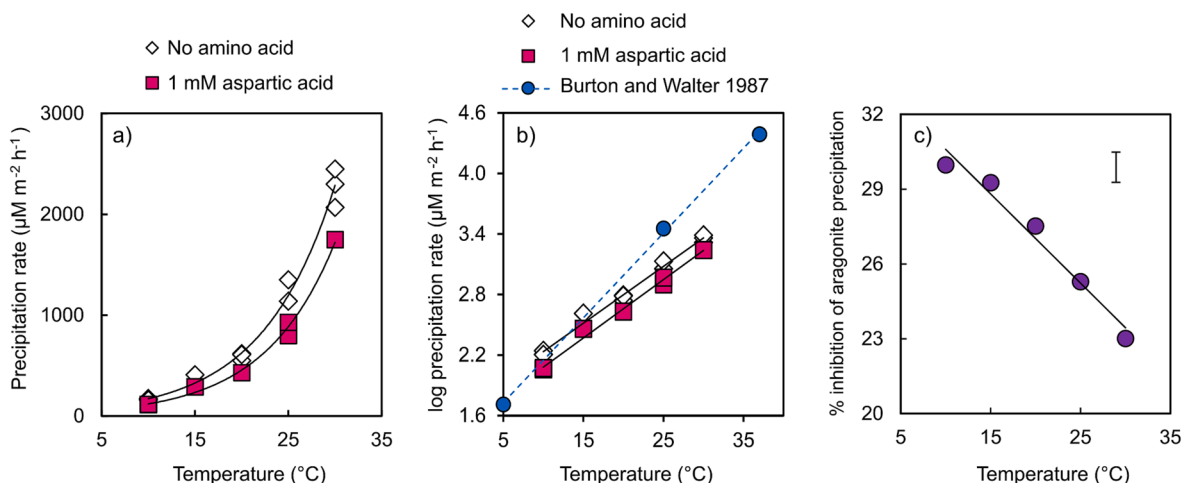 No amino acid
1 mM aspartic acid
a)
3000
2000
1000
0
5
15
25
35
Precipitation rate (µM m⁻² h⁻¹ )
Temperature (°C)
No amino acid
1 mM aspartic acid
Burton and Walter 1987
b)
4.6
4.0
3.4
2.8
2.2
1.6
5
15
25
35
log precipitation rate (µM m⁻² h⁻¹)
Temperature (°C)
c)
32
29
26
23
20
5
15
25
35
% inhibition of aragonite precipitation
Temperature (°C)